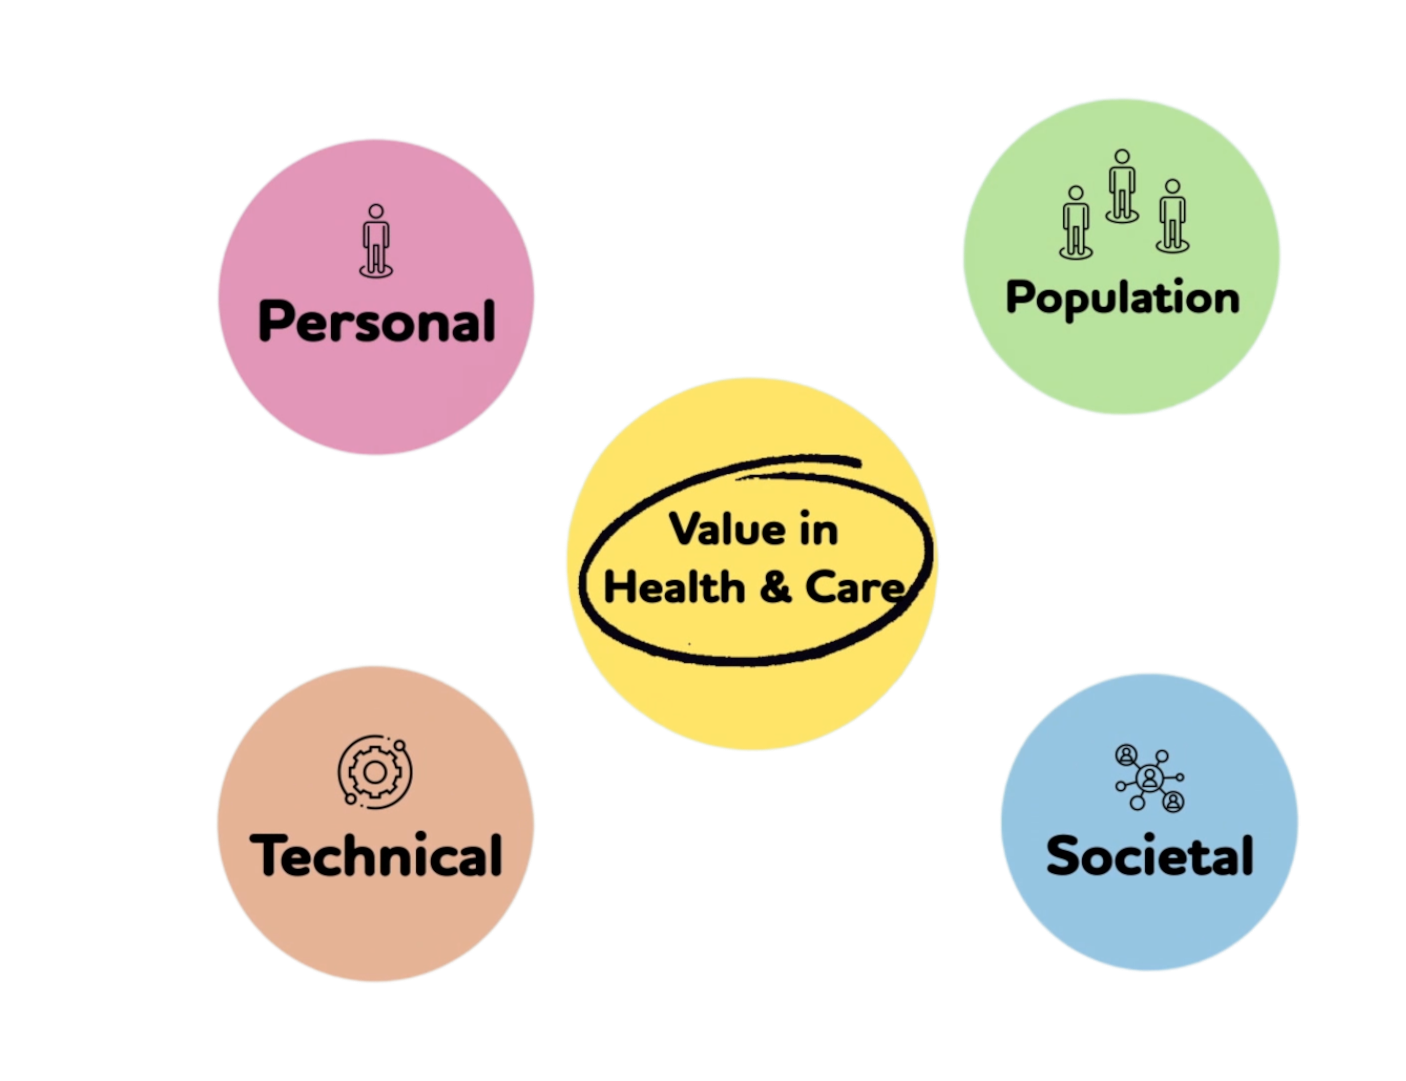 Personal
Population
Value in
Health & Care
Technical
Societal